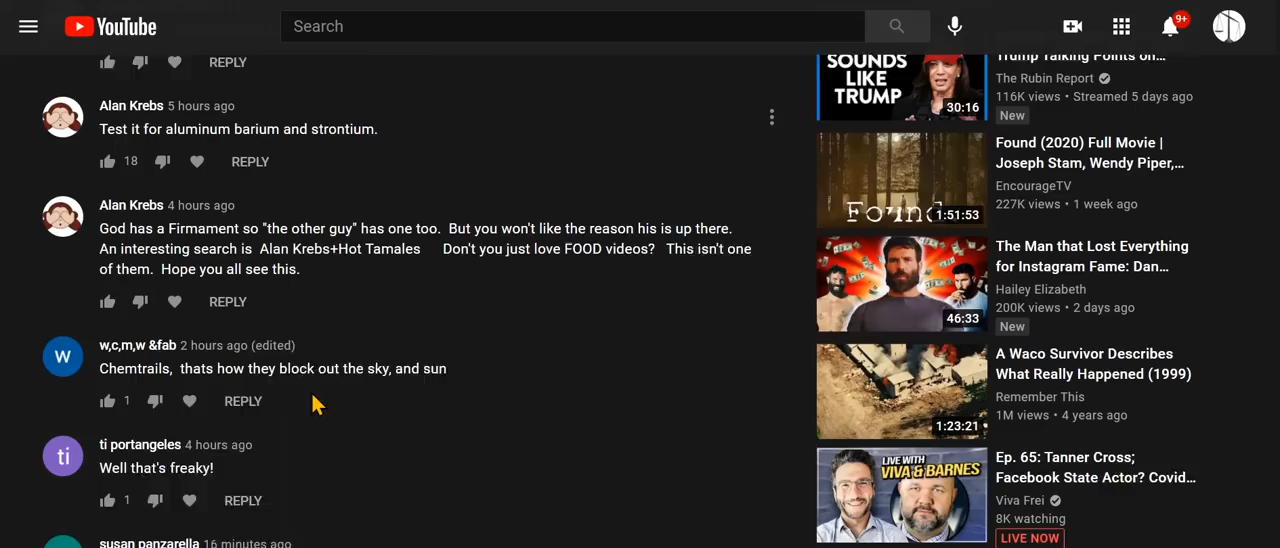 YouTube
Search
9+
REPLY
Alan Krebs 5 hours ago
Test it for aluminum barium and strontium.
18 REPLY
Alan Krebs 4 hours ago
God has a Firmament so "the other guy" has one too. But you won't like the reason his is up there.
An interesting search is Alan Krebs+Hot Tamales Don't you just love FOOD videos? This isn't one
of them. Hope you all see this.
REPLY
w
w,c,m,w &fab 2 hours ago (edited)
Chemtrails, thats how they block out the sky, and sun
1 REPLY
ti
ti portangeles 4 hours ago
Well that's freaky!
1 REPLY
susan panzarella 16 minutes ago
SOUNDS
LIKE
TRUMP
30:16
Trump Talking Points on...
The Rubin Report
116K views • Streamed 5 days ago
New
Found
1:51:53
Found (2020) Full Movie |
Joseph Stam, Wendy Piper,...
EncourageTV
227K views • 1 week ago
46:33
The Man that Lost Everything
for Instagram Fame: Dan...
Hailey Elizabeth
200K views • 2 days ago
New
1:23:21
A Waco Survivor Describes
What Really Happened (1999)
Remember This
1M views • 4 years ago
LIVE WITH
VIVA & BARNES
Ep. 65: Tanner Cross;
Facebook State Actor? Covid...
Viva Frei
8K watching
LIVE NOW